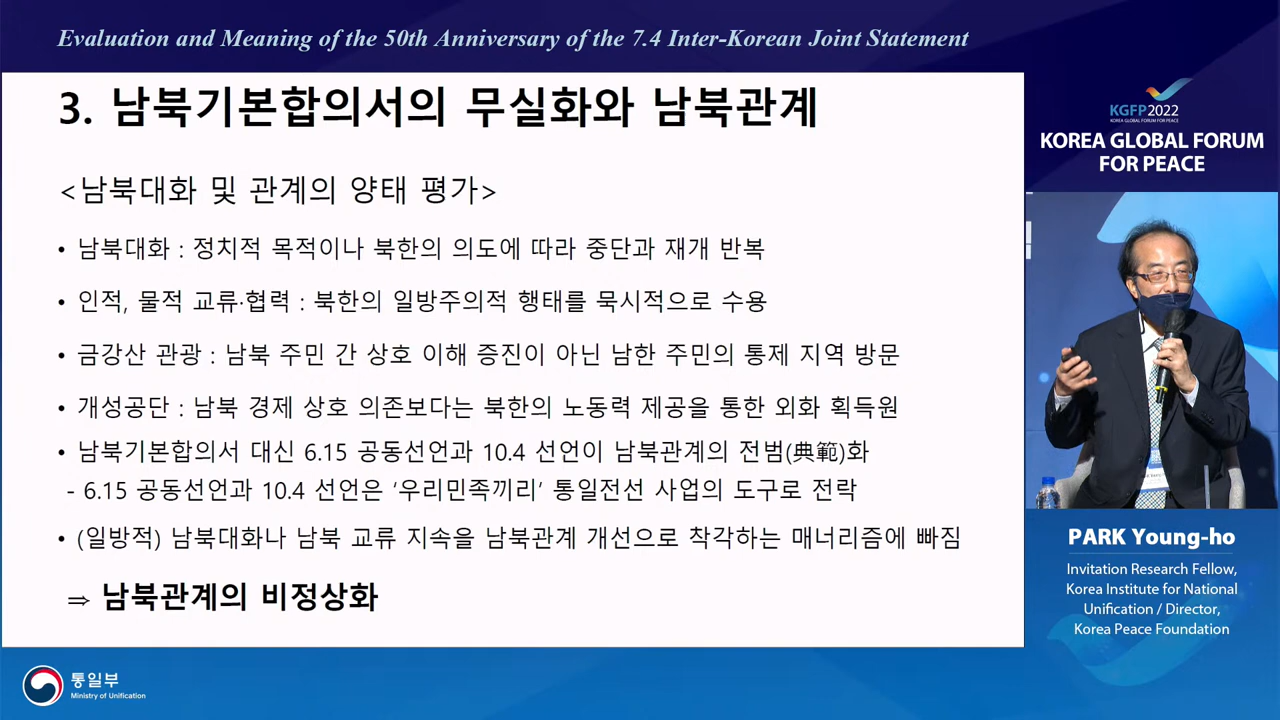 Evaluation and Meaning of the 50th Anniversary of the 7.4 Inter-Korean Joint Statement
3. 남북기본합의서의 무실화와 남북관계
<남북대화 및 관계의 양태 평가>
• 남북대화 : 정치적 목적이나 북한의 의도에 따라 중단과 재개 반복
• 인적, 물적 교류·협력 : 북한의 일방주의적 행태를 묵시적으로 수용
• 금강산 관광 : 남북 주민 간 상호 이해 증진이 아닌 남한 주민의 통제 지역 방문
• 개성공단 : 남북 경제 상호 의존보다는 북한의 노동력 제공을 통한 외화 획득원
• 남북기본합의서 대신 6.15 공동선언과 10.4 선언이 남북관계의 전범(典範)화
- 6.15 공동선언과 10.4 선언은 ‘우리민족끼리’ 통일전선 사업의 도구로 전락
• (일방적) 남북대화나 남북 교류 지속을 남북관계 개선으로 착각하는 매너리즘에 빠짐
⇒ 남북관계의 비정상화
KGFP2022
KOREA GLOBAL FORUM FOR PEACE
KOREA GLOBAL FORUM
FOR PEACE
PARK Young-ho
Invitation Research Fellow,
Korea Institute for National
Unification / Director,
Korea Peace Foundation
통일부
Ministry of Unification